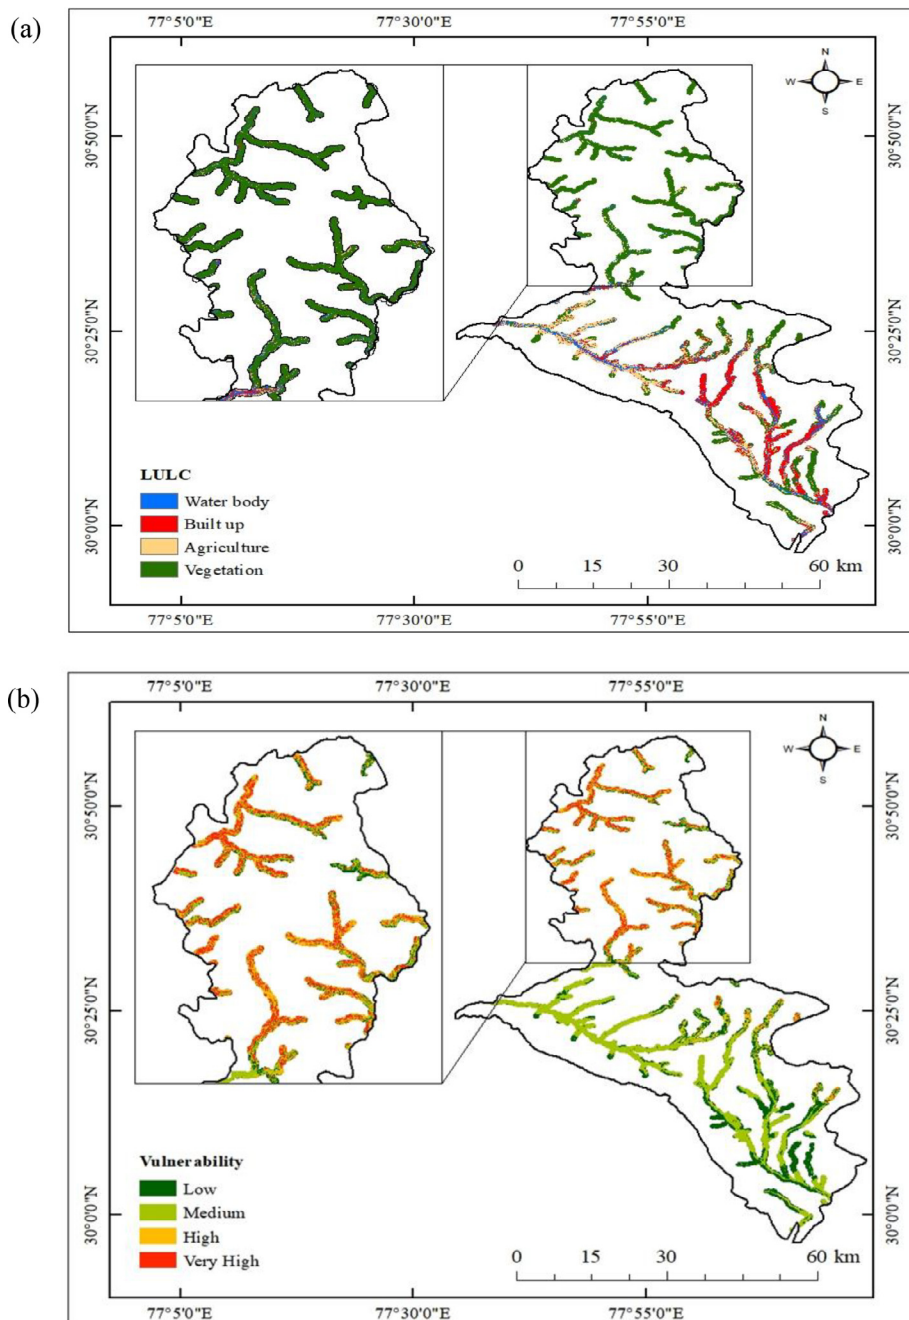 (a)
77°5'0"E 77°30'0"E 77°55'0"E
N
W E
S
30°50'0"N 30°50'0"N
30°25'0"N 30°25'0"N
30°0'0"N 30°0'0"N
LULC
Water body
Built up
Agriculture
Vegetation
0 15 30 60 km
77°5'0"E 77°30'0"E 77°55'0"E
(b)
77°5'0"E 77°30'0"E 77°55'0"E
N
W E
S
30°50'0"N 30°50'0"N
30°25'0"N 30°25'0"N
30°0'0"N 30°0'0"N
Vulnerability
Low
Medium
High
Very High
0 15 30 60 km
77°5'0"E 77°30'0"E 77°55'0"E